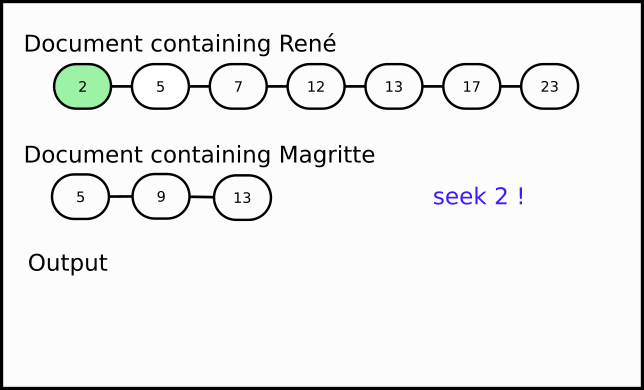 Document containing René
2 5 7 12 13 17 23
Document containing Magritte
5 9 13
seek 2 !
Output